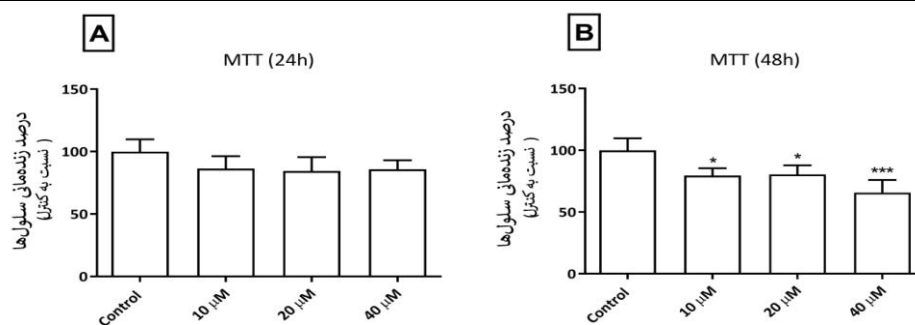 A
MTT (24h)
درصد زنده‌مانی سلول‌ها
( نسبت به کنترل)
150
100
50
0
Control
10 µM
20 µM
40 µM
B
MTT (48h)
درصد زنده‌مانی سلول‌ها
( نسبت به کنترل)
150
100
50
0
*
*
***
Control
10 µM
20 µM
40 µM